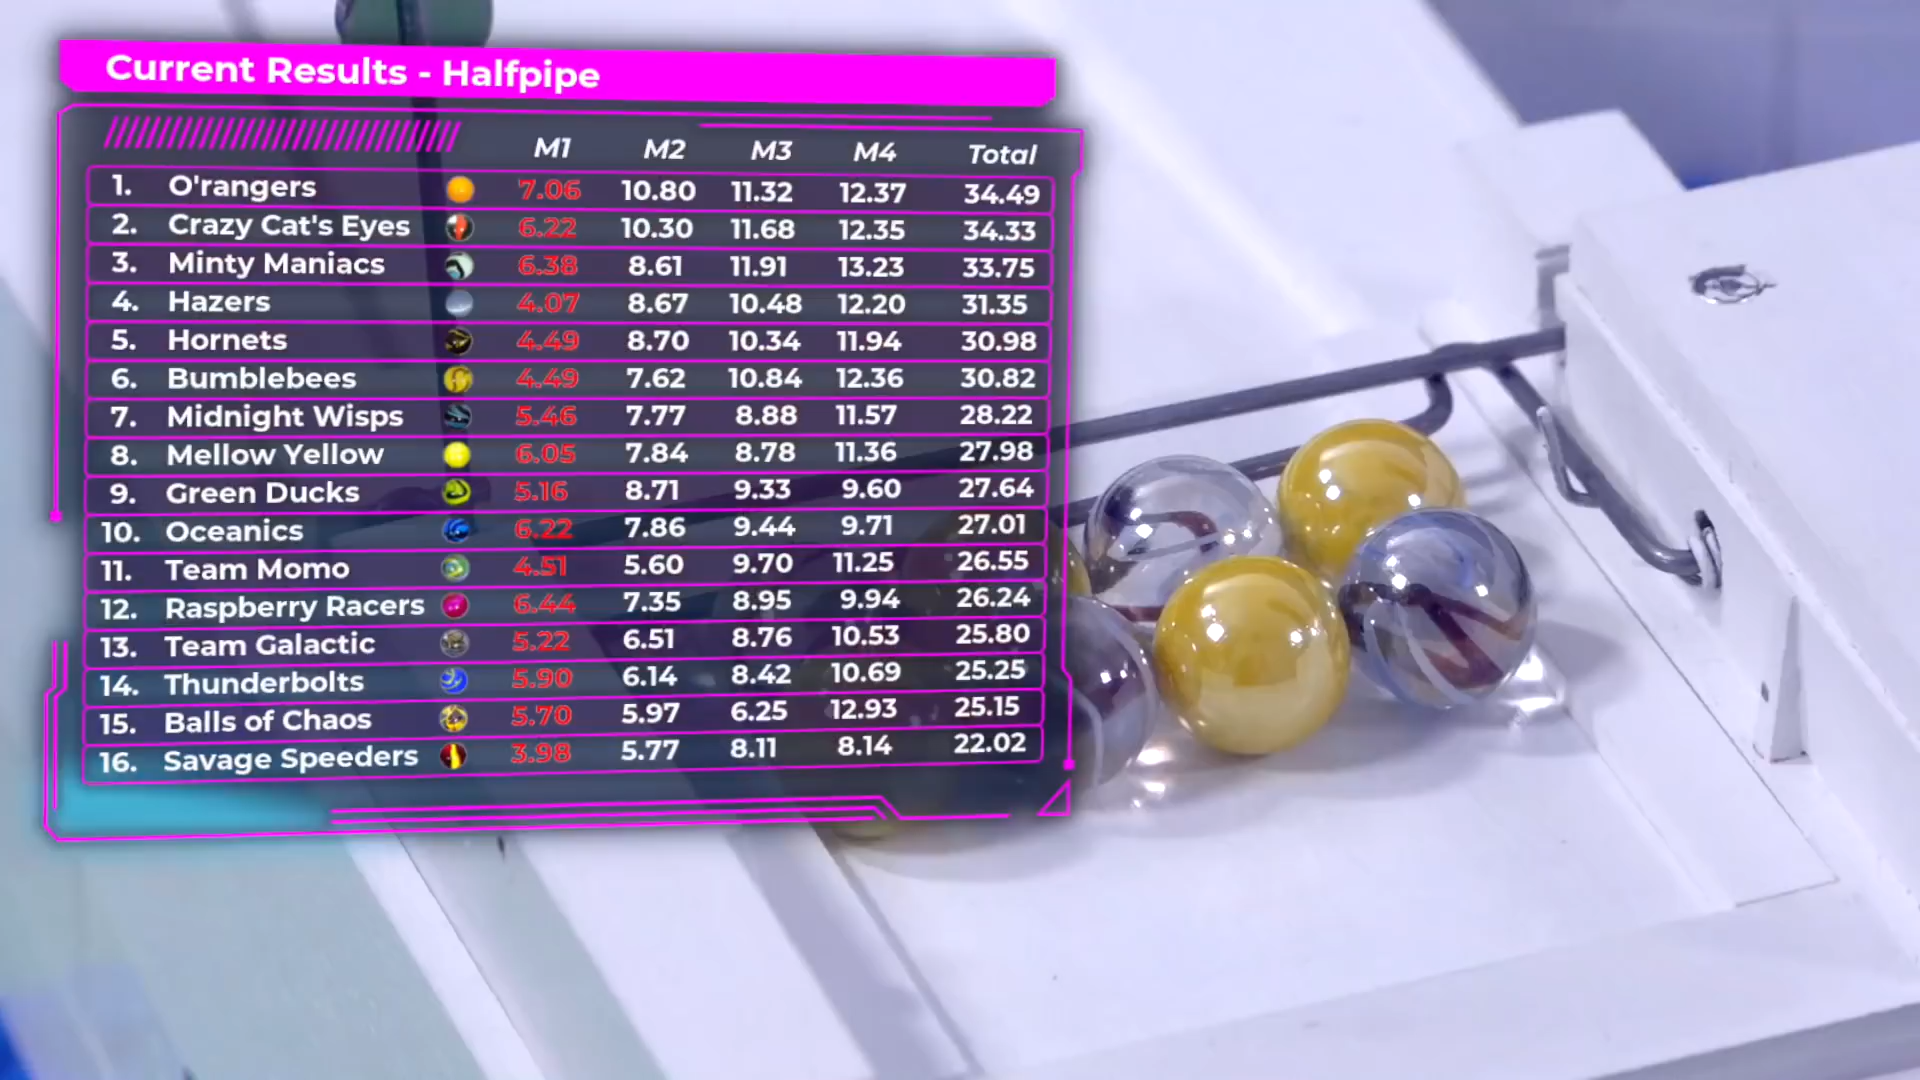 Current Results - Halfpipe
M1 M2 M3 M4 Total
1. O'rangers 7.06 10.80 11.32 12.37 34.49
2. Crazy Cat's Eyes 6.22 10.30 11.68 12.35 34.33
3. Minty Maniacs 6.38 8.61 11.91 13.23 33.75
4. Hazers 4.07 8.67 10.48 12.20 31.35
5. Hornets 4.49 8.70 10.34 11.94 30.98
6. Bumblebees 4.49 7.62 10.84 12.36 30.82
7. Midnight Wisps 5.46 7.77 8.88 11.57 28.22
8. Mellow Yellow 6.05 7.84 8.78 11.36 27.98
9. Green Ducks 5.16 8.71 9.33 9.60 27.64
10. Oceanics 6.22 7.86 9.44 9.71 27.01
11. Team Momo 4.51 5.60 9.70 11.25 26.55
12. Raspberry Racers 6.44 7.35 8.95 9.94 26.24
13. Team Galactic 5.22 6.51 8.76 10.53 25.80
14. Thunderbolts 5.90 6.14 8.42 10.69 25.25
15. Balls of Chaos 5.70 5.97 6.25 12.93 25.15
16. Savage Speeders 3.98 5.77 8.11 8.14 22.02